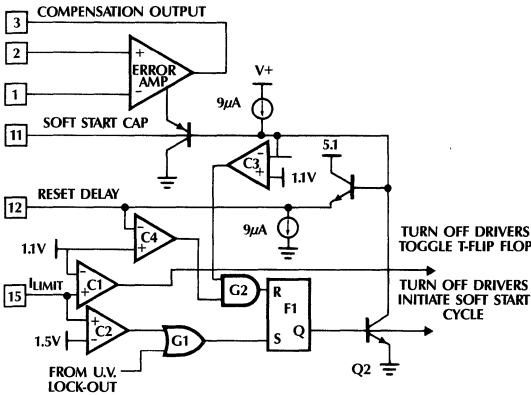 3 COMPENSATION OUTPUT
2
+
ERROR
AMP
1
−
V+
9μA
11 SOFT START CAP
5.1
C3
−
+
1.1V
12 RESET DELAY
9μA
−
C4
+
1.1V
TURN OFF DRIVERS
TOGGLE T-FLIP FLOP
−
C1
+
15 ILIMIT
G2
R
F1
Q
S
TURN OFF DRIVERS
INITIATE SOFT START
CYCLE
+
C2
−
1.5V
G1
FROM U.V.
LOCK-OUT
Q2